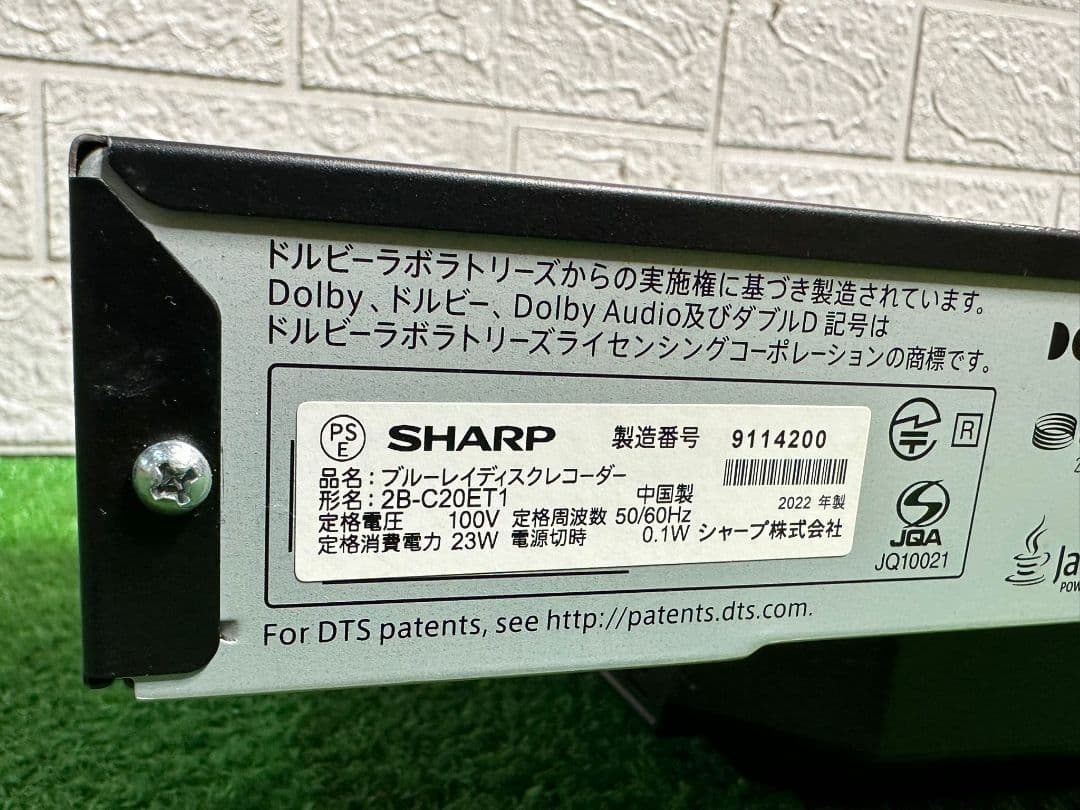 ドルビーラボラトリーズからの実施権に基づき製造されています。
Dolby、ドルビー、Dolby Audio及びダブルD 記号は
ドルビーラボラトリーズライセンシングコーポレーションの商標です。
PS
E
SHARP 製造番号 9114200
品名：ブルーレイディスクレコーダー
形名：2B-C20ET1 中国製 2022 年製
定格電圧 100V 定格周波数 50/60Hz
定格消費電力 23W 電源切時 0.1W シャープ株式会社
R
JQA
JQ10021
For DTS patents, see http://patents.dts.com.